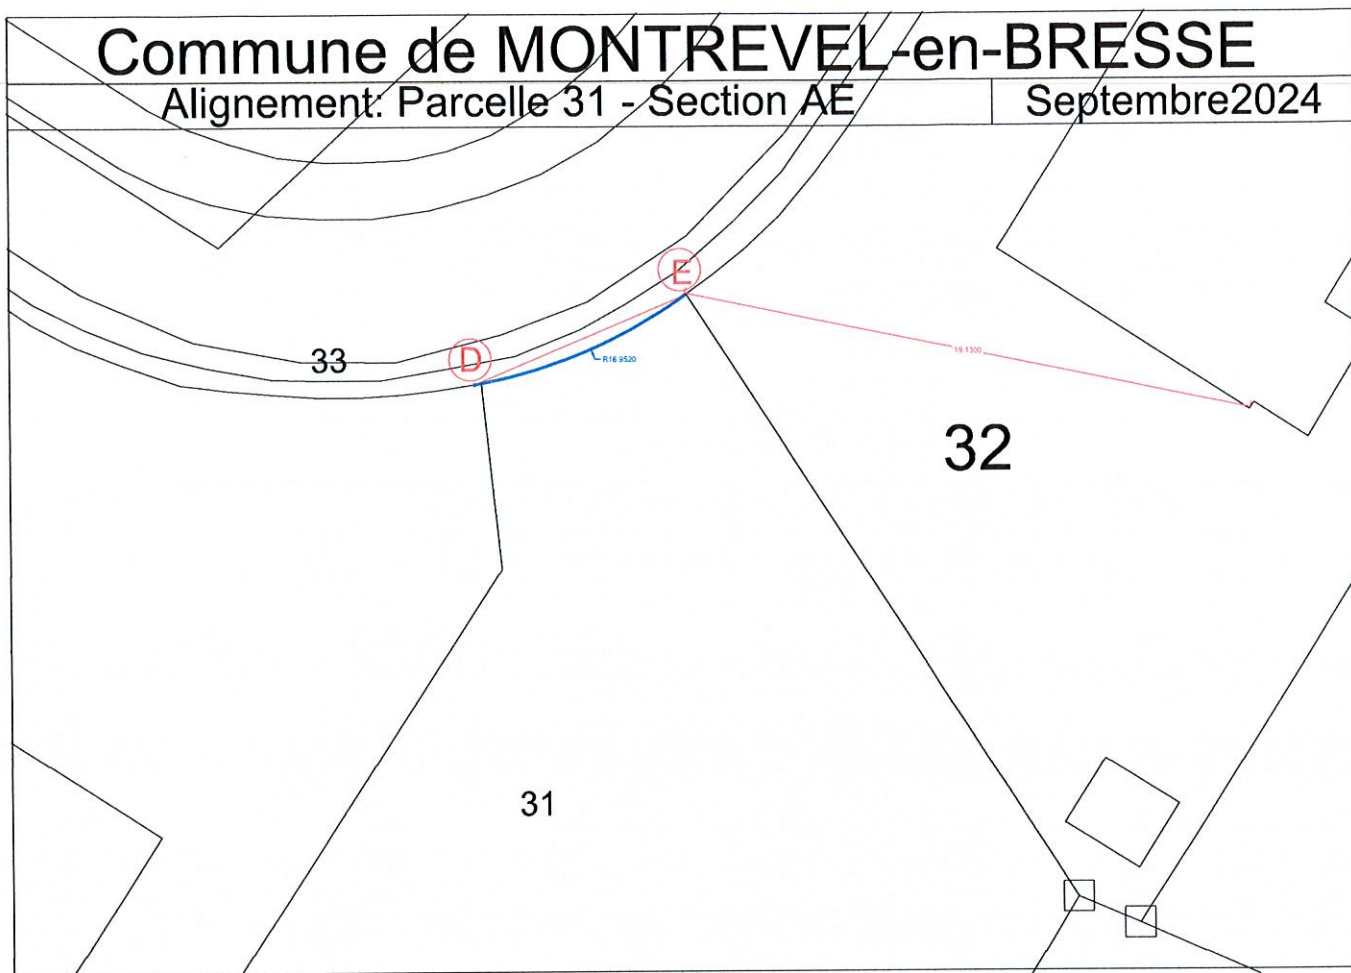 Commune de MONTREVEL-en-BRESSE
Alignement: Parcelle 31 - Section AE
Septembre2024
E
33
D
R16.9520
19.1300
32
31